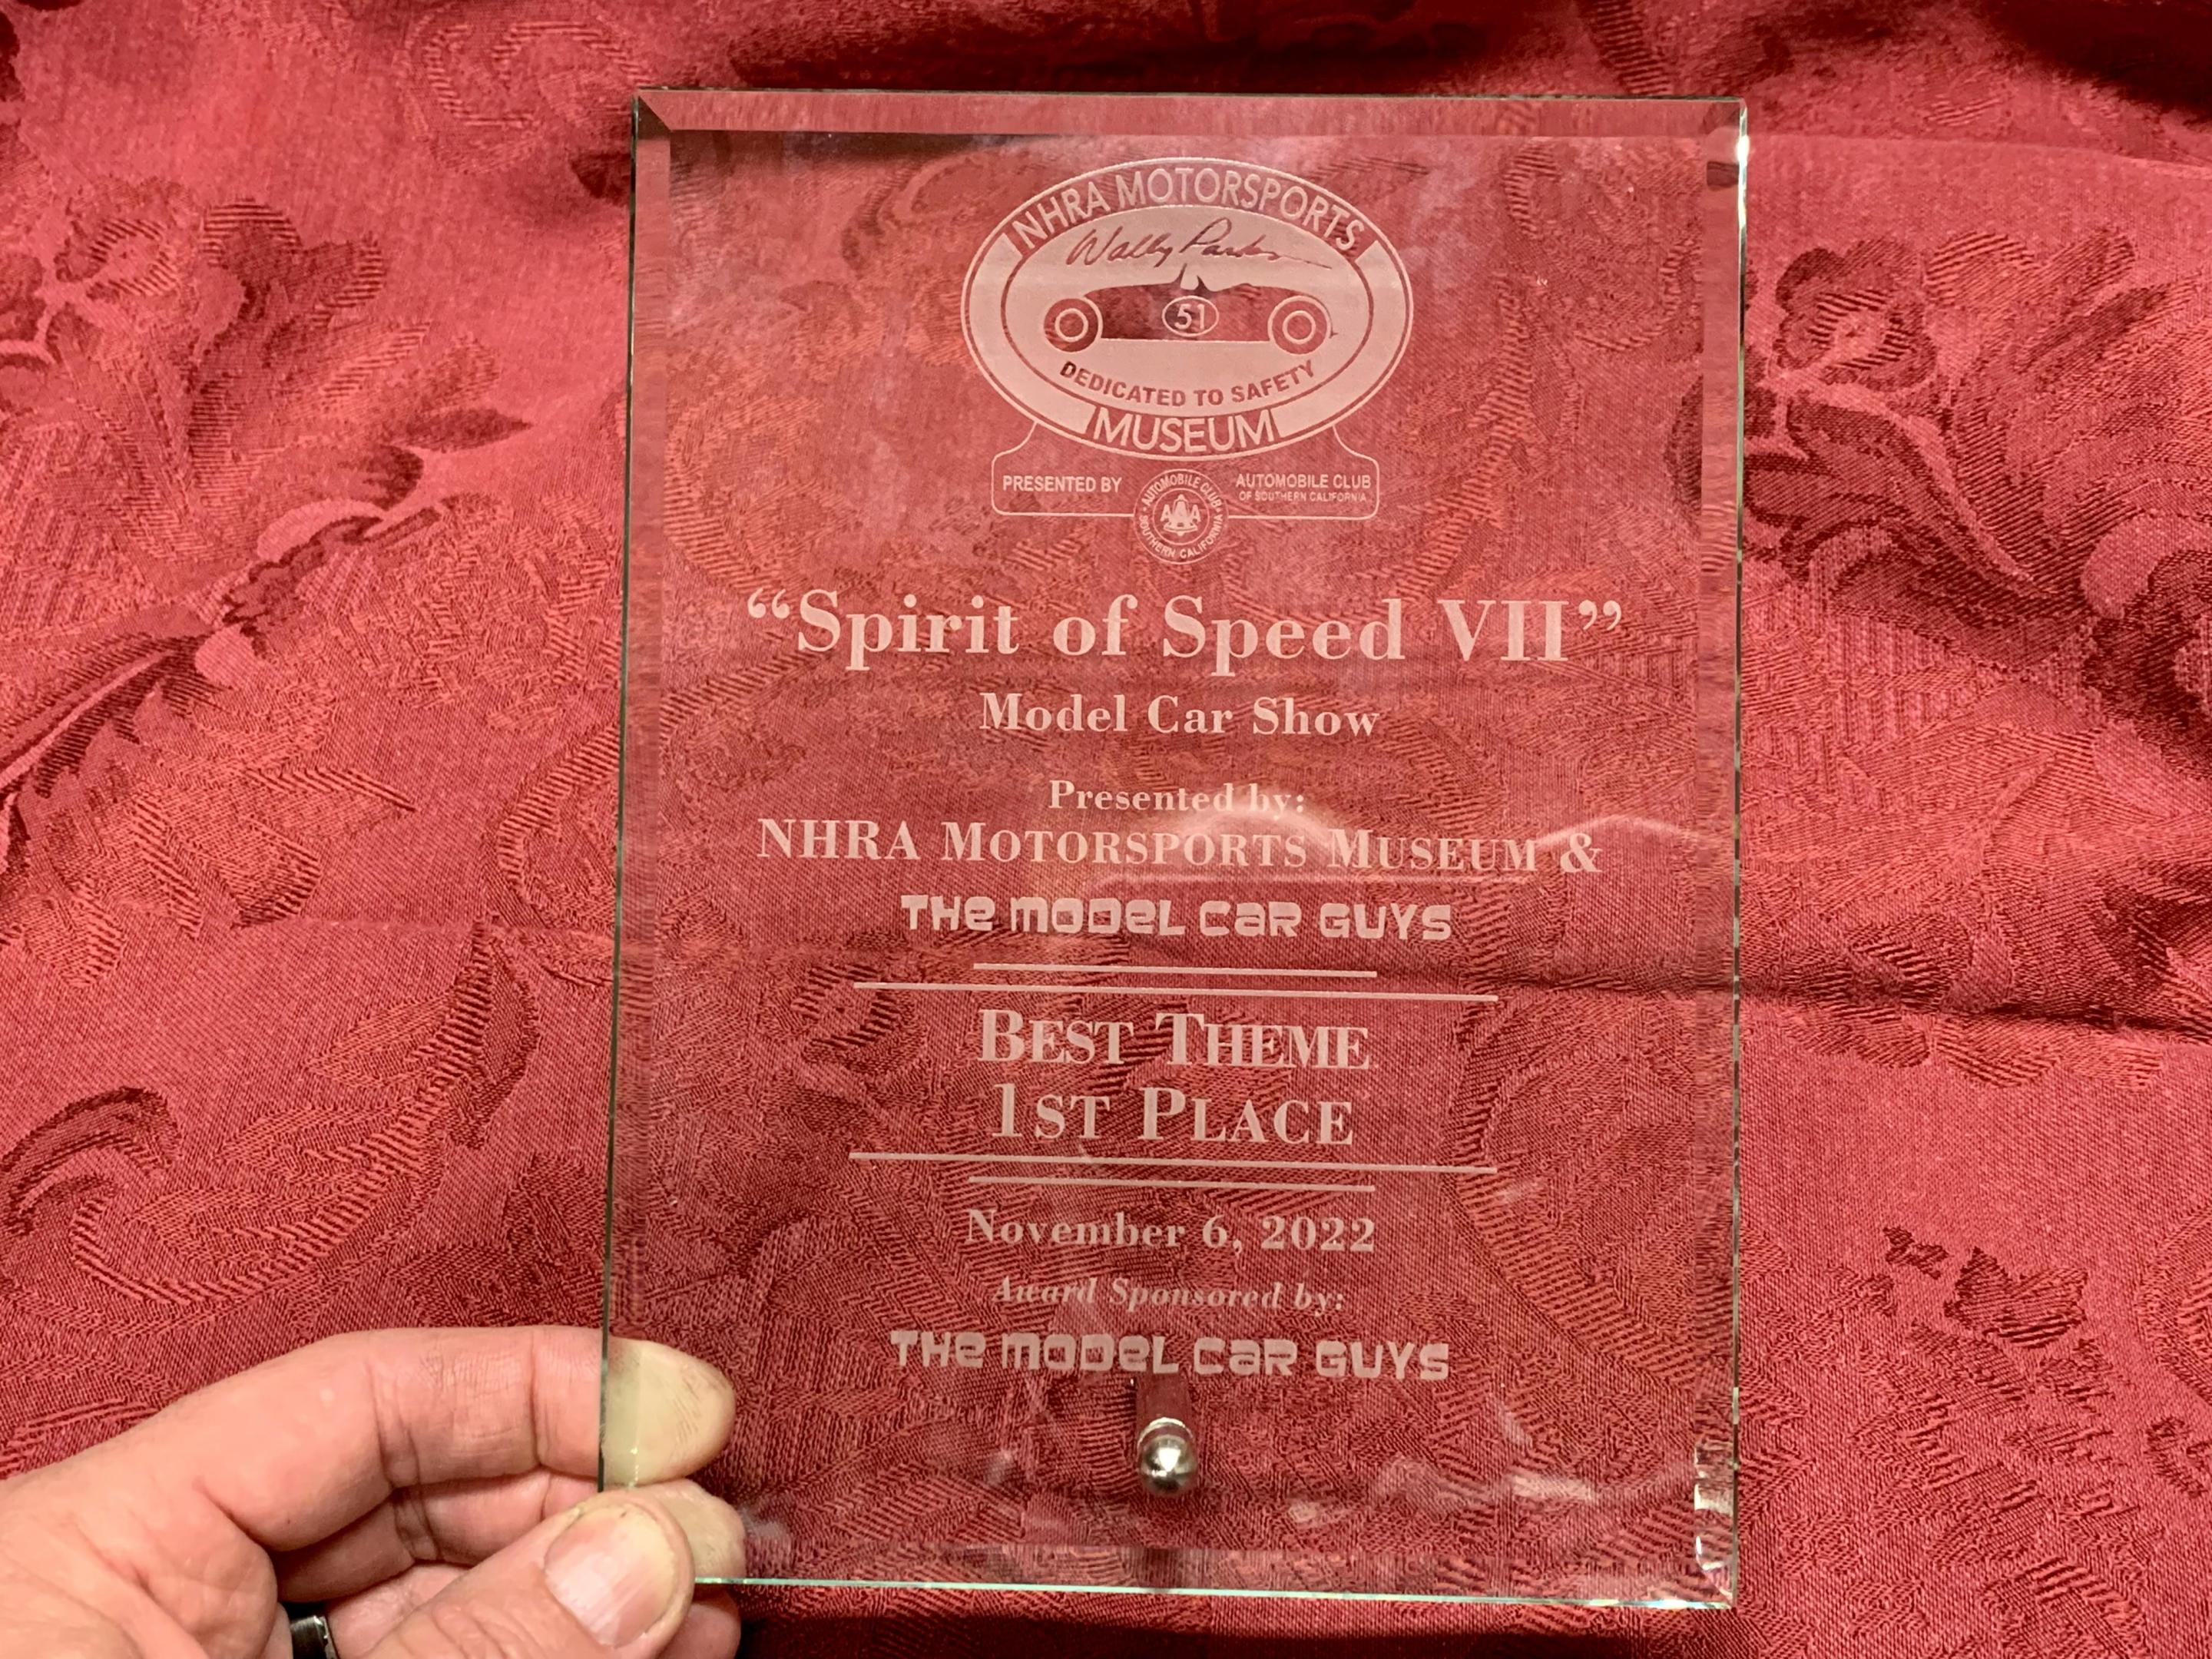 NHRA MOTORSPORTS
Wally Parks
51
DEDICATED TO SAFETY
MUSEUM
PRESENTED BY
AUTOMOBILE CLUB
OF SOUTHERN CALIFORNIA
AUTOMOBILE CLUB
AAA
SOUTHERN CALIFORNIA
“Spirit of Speed VII”
Model Car Show
Presented by:
NHRA MOTORSPORTS MUSEUM &
THE MODEL CAR GUYS
BEST THEME
1ST PLACE
November 6, 2022
Award Sponsored by:
THE MODEL CAR GUYS